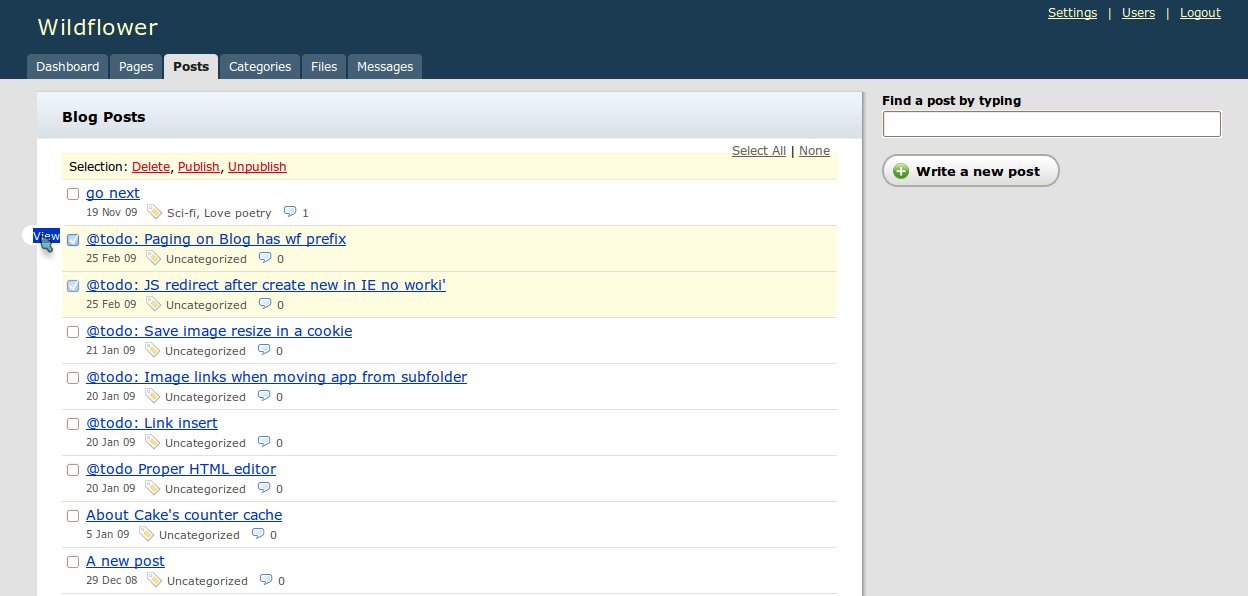 Wildflower
Settings | Users | Logout
Dashboard Pages Posts Categories Files Messages
Blog Posts
Find a post by typing
Select All | None
Selection: Delete, Publish, Unpublish
Write a new post
go next
19 Nov 09 Sci-fi, Love poetry 1
View
@todo: Paging on Blog has wf prefix
25 Feb 09 Uncategorized 0
@todo: JS redirect after create new in IE no worki'
25 Feb 09 Uncategorized 0
@todo: Save image resize in a cookie
21 Jan 09 Uncategorized 0
@todo: Image links when moving app from subfolder
20 Jan 09 Uncategorized 0
@todo: Link insert
20 Jan 09 Uncategorized 0
@todo Proper HTML editor
20 Jan 09 Uncategorized 0
About Cake's counter cache
5 Jan 09 Uncategorized 0
A new post
29 Dec 08 Uncategorized 0